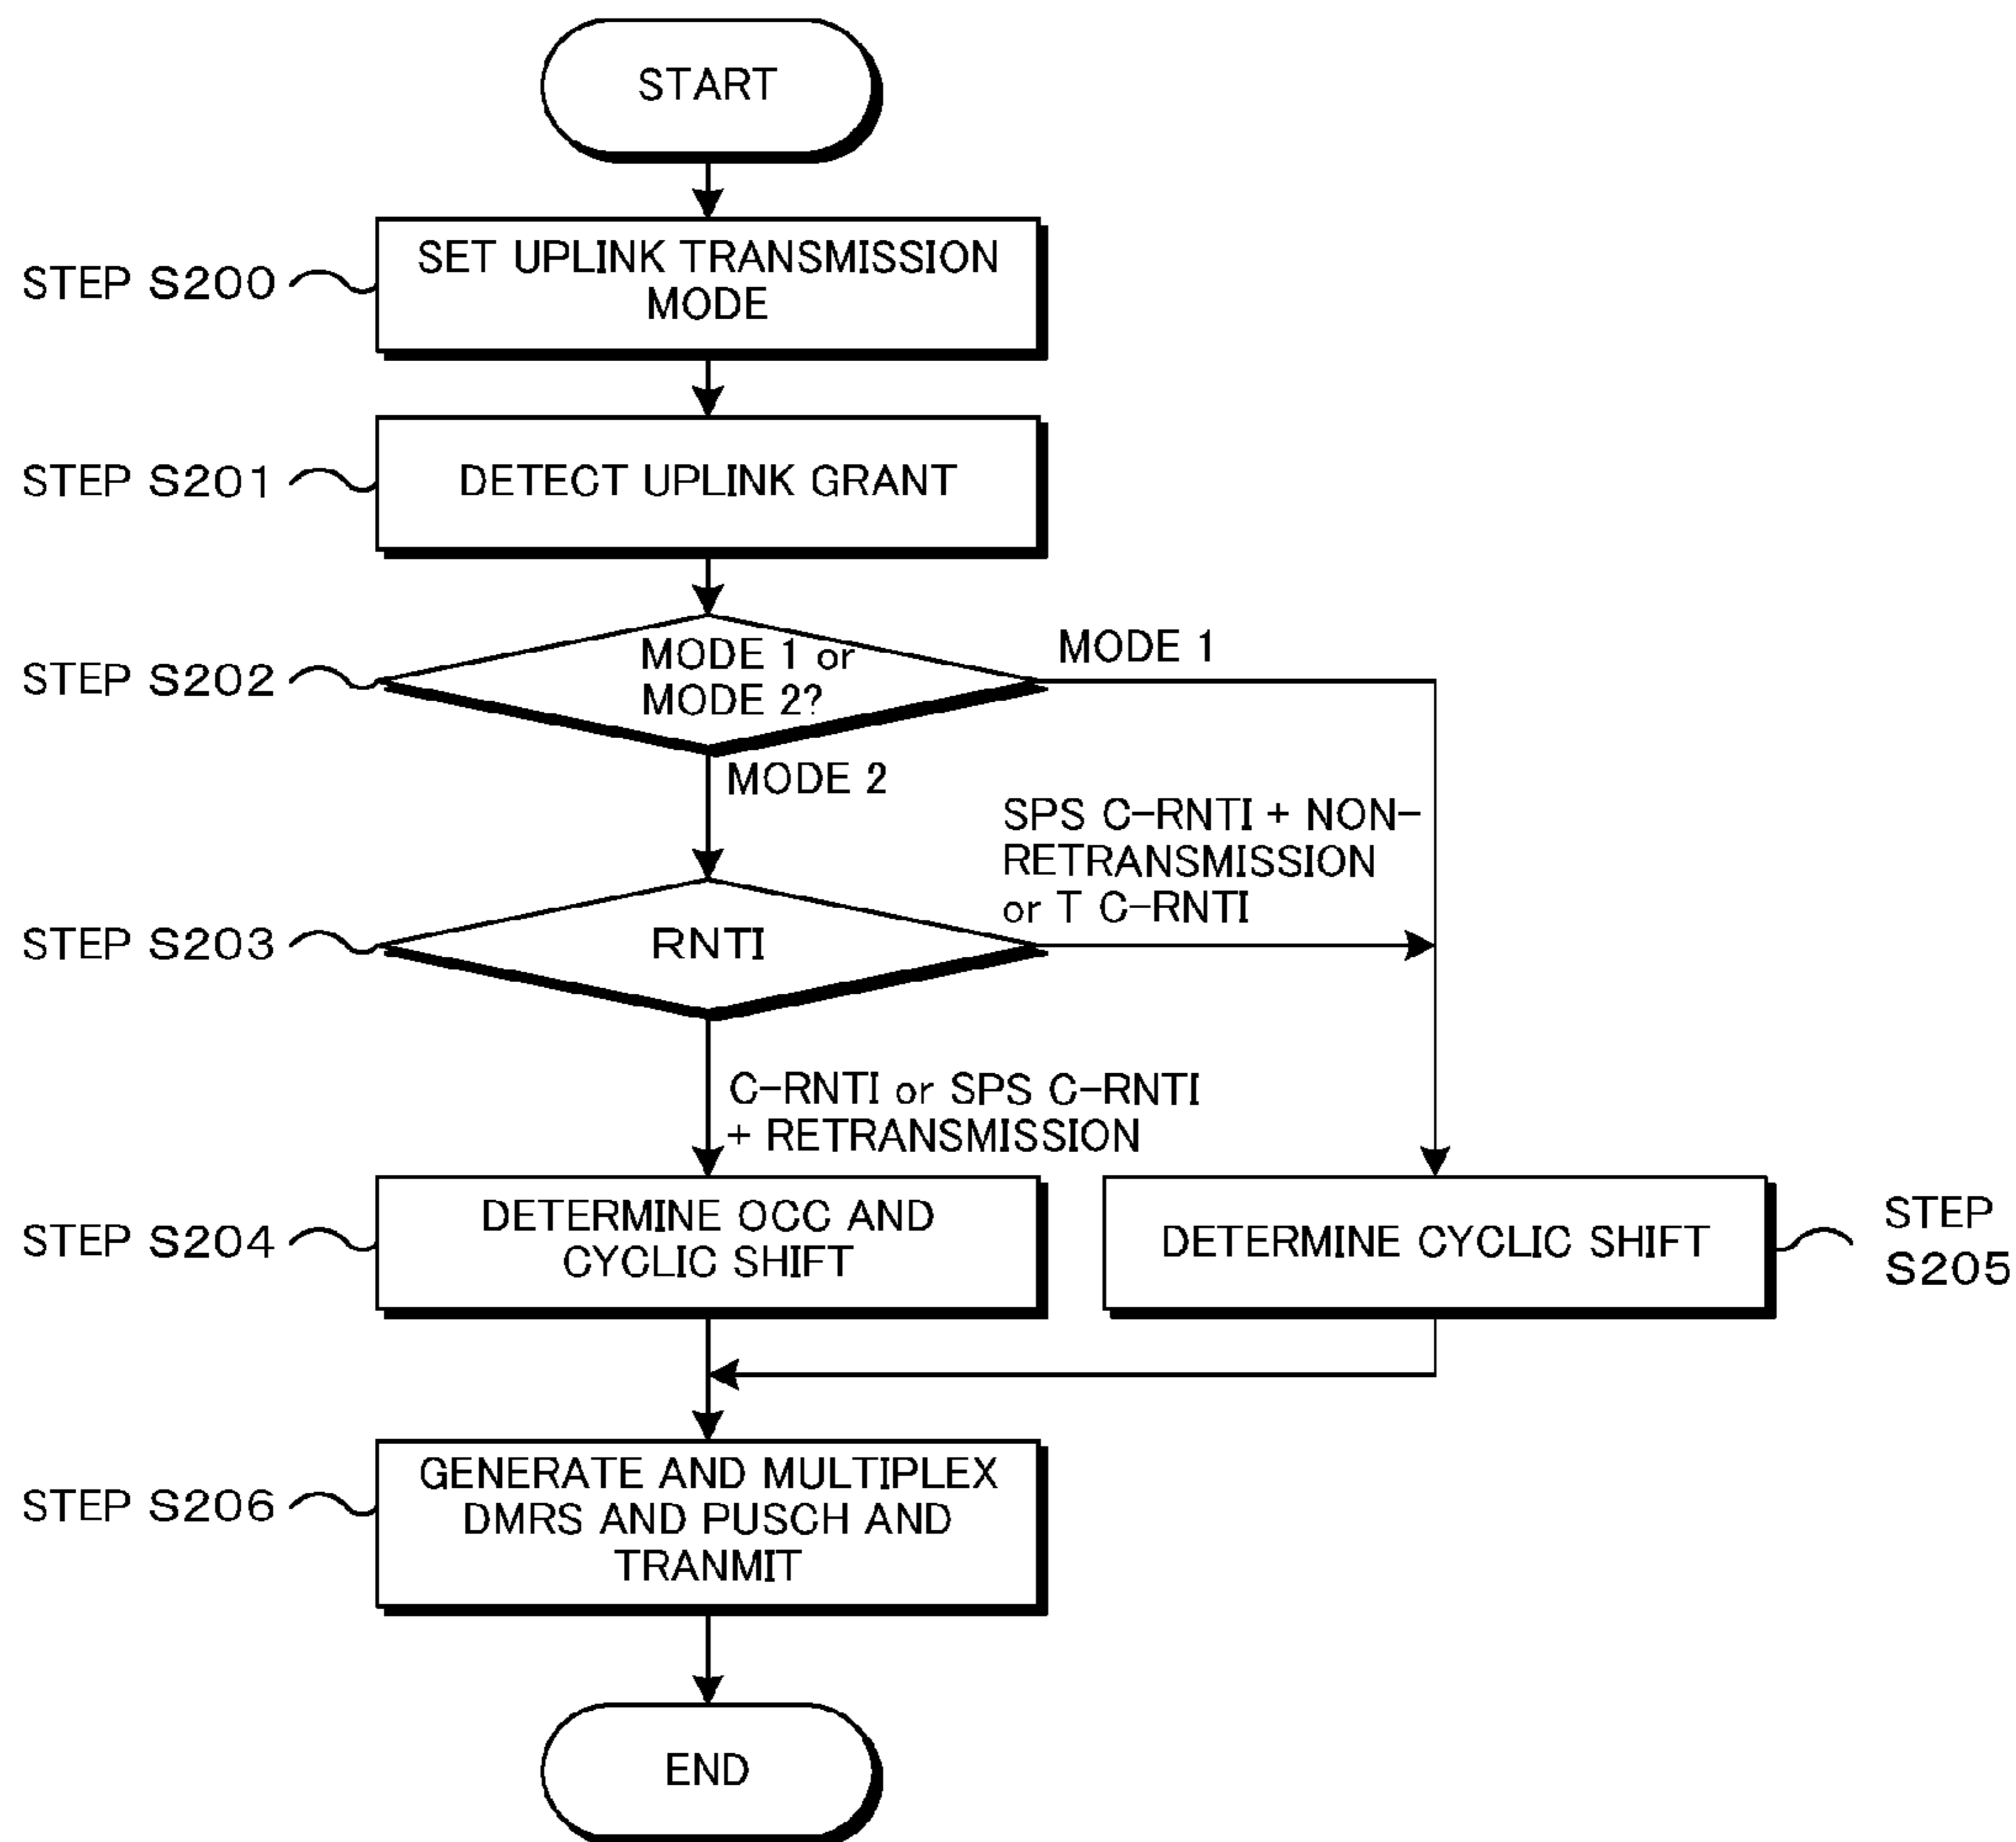 START
STEP S200
SET UPLINK TRANSMISSION
MODE
STEP S201
DETECT UPLINK GRANT
STEP S202
MODE 1 or
MODE 2?
MODE 1
MODE 2
SPS C-RNTI + NON-
RETRANSMISSION
or T C-RNTI
STEP S203
RNTI
C-RNTI or SPS C-RNTI
+ RETRANSMISSION
STEP S204
DETERMINE OCC AND
CYCLIC SHIFT
DETERMINE CYCLIC SHIFT
STEP
S205
STEP S206
GENERATE AND MULTIPLEX
DMRS AND PUSCH AND
TRANMIT
END